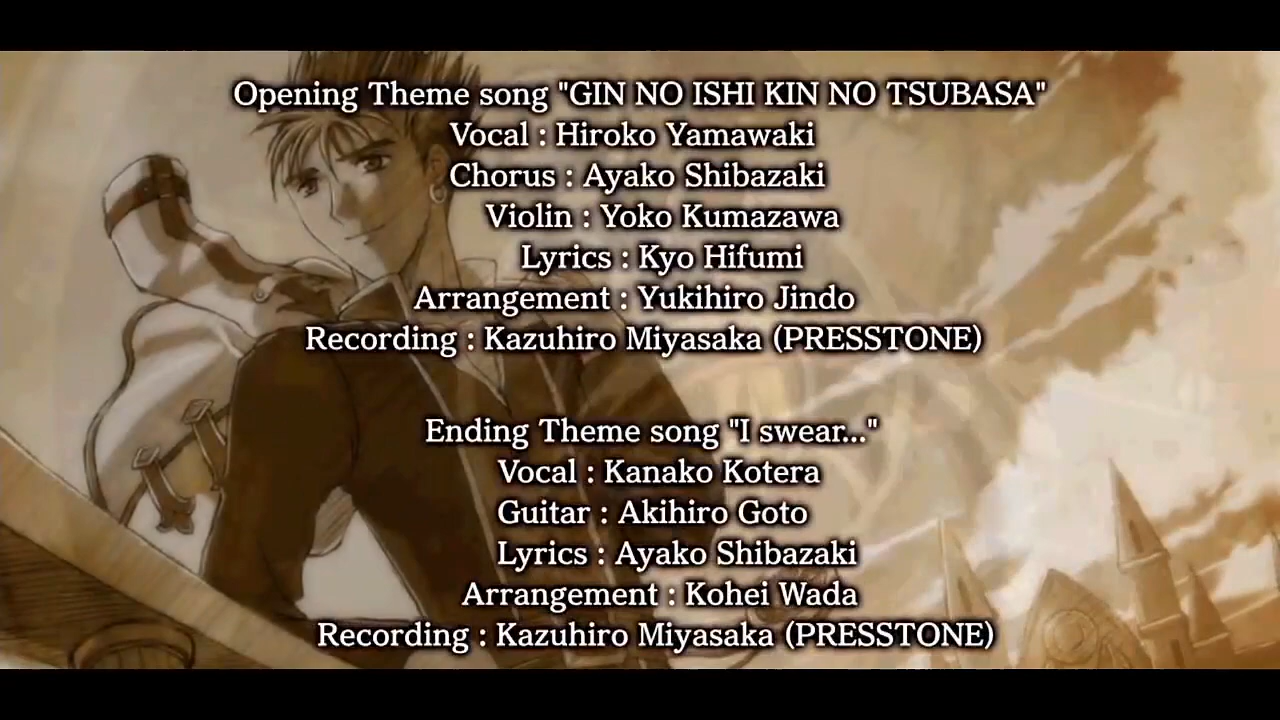 Opening Theme song "GIN NO ISHI KIN NO TSUBASA"
Vocal : Hiroko Yamawaki
Chorus : Ayako Shibazaki
Violin : Yoko Kumazawa
Lyrics : Kyo Hifumi
Arrangement : Yukihiro Jindo
Recording : Kazuhiro Miyasaka (PRESSTONE)
Ending Theme song "I swear..."
Vocal : Kanako Kotera
Guitar : Akihiro Goto
Lyrics : Ayako Shibazaki
Arrangement : Kohei Wada
Recording : Kazuhiro Miyasaka (PRESSTONE)